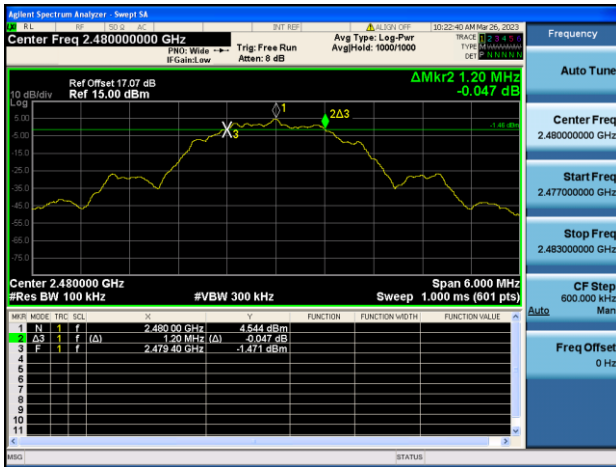 Agilent Spectrum Analyzer - Swept SA
RL RF 50 Ω AC INT REF ALIGN OFF 10:22:40 AM Mar 26, 2023
Center Freq 2.480000000 GHz
PNO: Wide
IFGain:Low
Trig: Free Run
Atten: 8 dB
Avg Type: Log-Pwr
Avg|Hold: 1000/1000
TRACE 1 2 3 4 5 6
TYPE M W W W W W
DET P N N N N N
Frequency
Auto Tune
Center Freq
2.480000000 GHz
Start Freq
2.477000000 GHz
Stop Freq
2.483000000 GHz
CF Step
600.000 kHz
Auto Man
Freq Offset
0 Hz
Ref Offset 17.07 dB
Ref 15.00 dBm
10 dB/div
Log
ΔMkr2 1.20 MHz
-0.047 dB
5.00
-5.00
-15.0
-25.0
-35.0
-45.0
-55.0
-65.0
-75.0
1
2Δ3
3
Center 2.480000 GHz
Span 6.000 MHz
#Res BW 100 kHz
#VBW 300 kHz
Sweep 1.000 ms (601 pts)
MKR MODE TRC SCL X Y FUNCTION FUNCTION WIDTH FUNCTION VALUE
1 N 1 f 2.480 00 GHz 4.544 dBm
2 Δ3 1 f (Δ) 1.20 MHz (Δ) -0.047 dB
3 F 1 f 2.479 40 GHz -1.471 dBm
4
5
6
7
8
9
10
11
MSG
STATUS